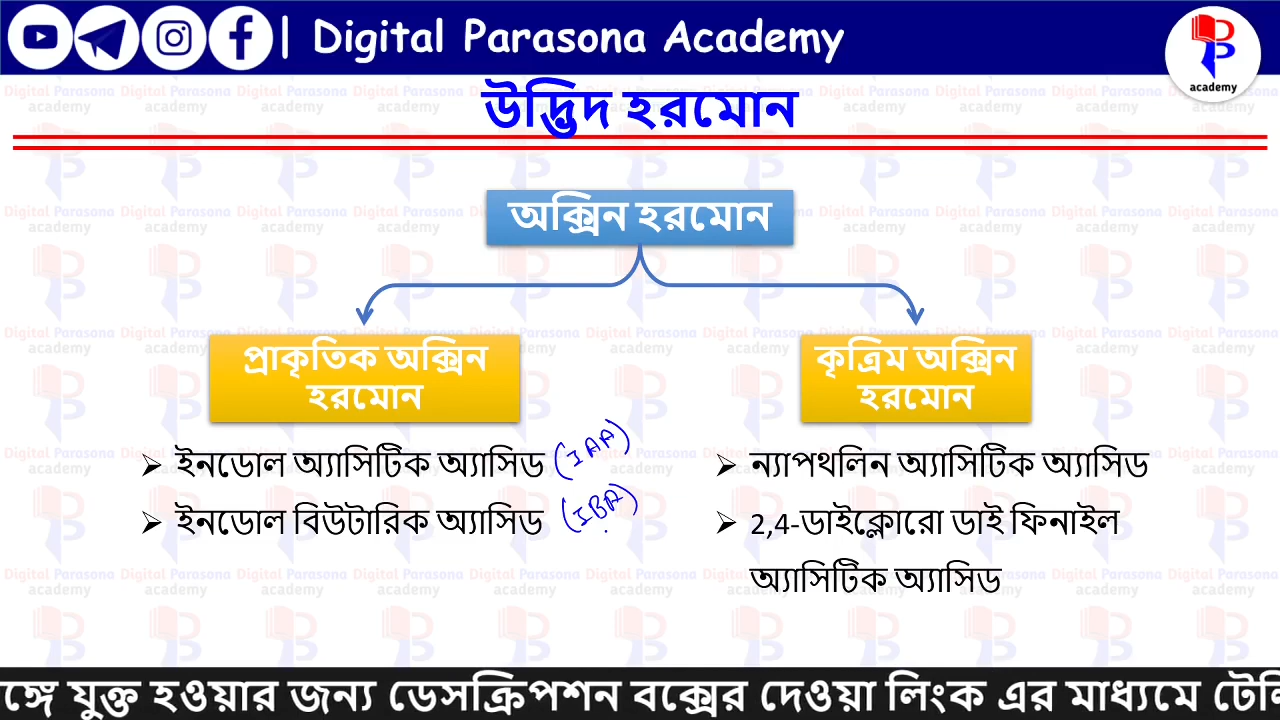 | Digital Parasona Academy
academy
উদ্ভিদ হরমোন
অক্সিন হরমোন
প্রাকৃতিক অক্সিন
হরমোন
কৃত্রিম অক্সিন
হরমোন
➢ ইনডোল অ্যাসিটিক অ্যাসিড (IAA)
➢ ইনডোল বিউটারিক অ্যাসিড (IBA)
➢ ন্যাপথলিন অ্যাসিটিক অ্যাসিড
➢ 2,4-ডাইক্লোরো ডাই ফিনাইল
অ্যাসিটিক অ্যাসিড
ঙ্গে যুক্ত হওয়ার জন্য ডেসক্রিপশন বক্সের দেওয়া লিংক এর মাধ্যমে